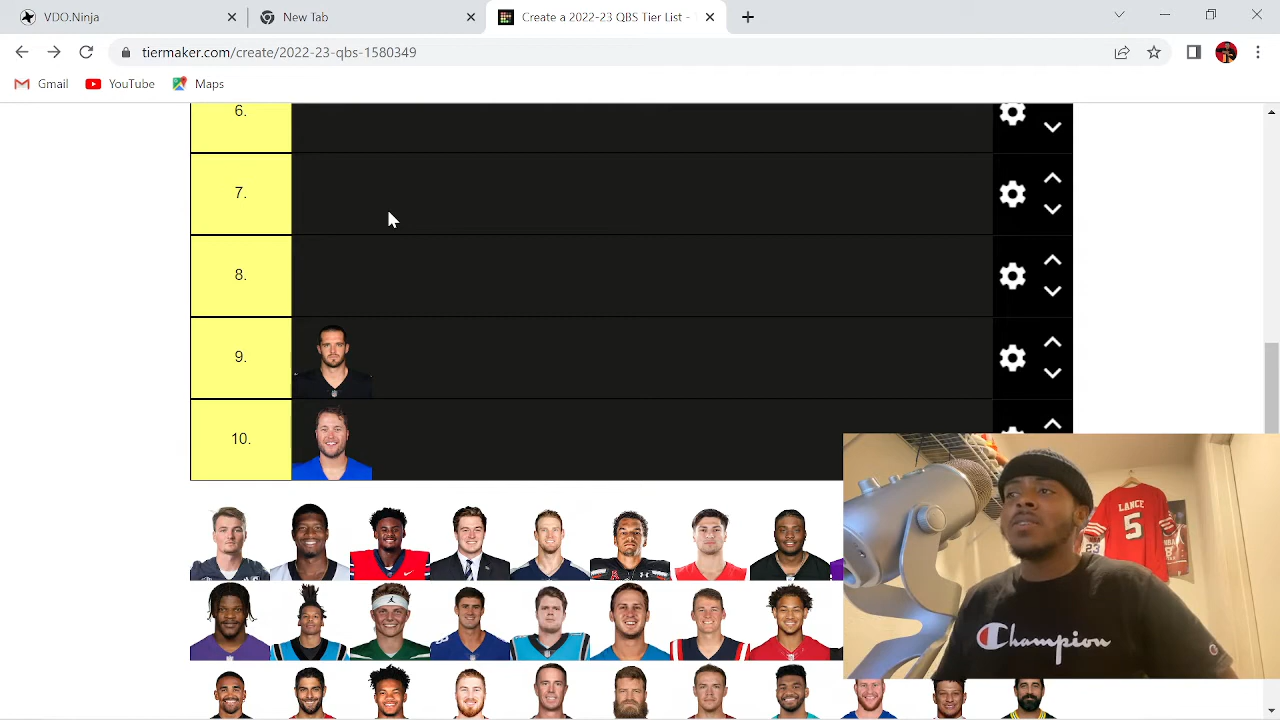 VDO.Ninja
New Tab
Create a 2022-23 QBS Tier List -
tiermaker.com/create/2022-23-qbs-1580349
Gmail
YouTube
Maps
6.
7.
8.
9.
10.
LANCE
5
23
Champion